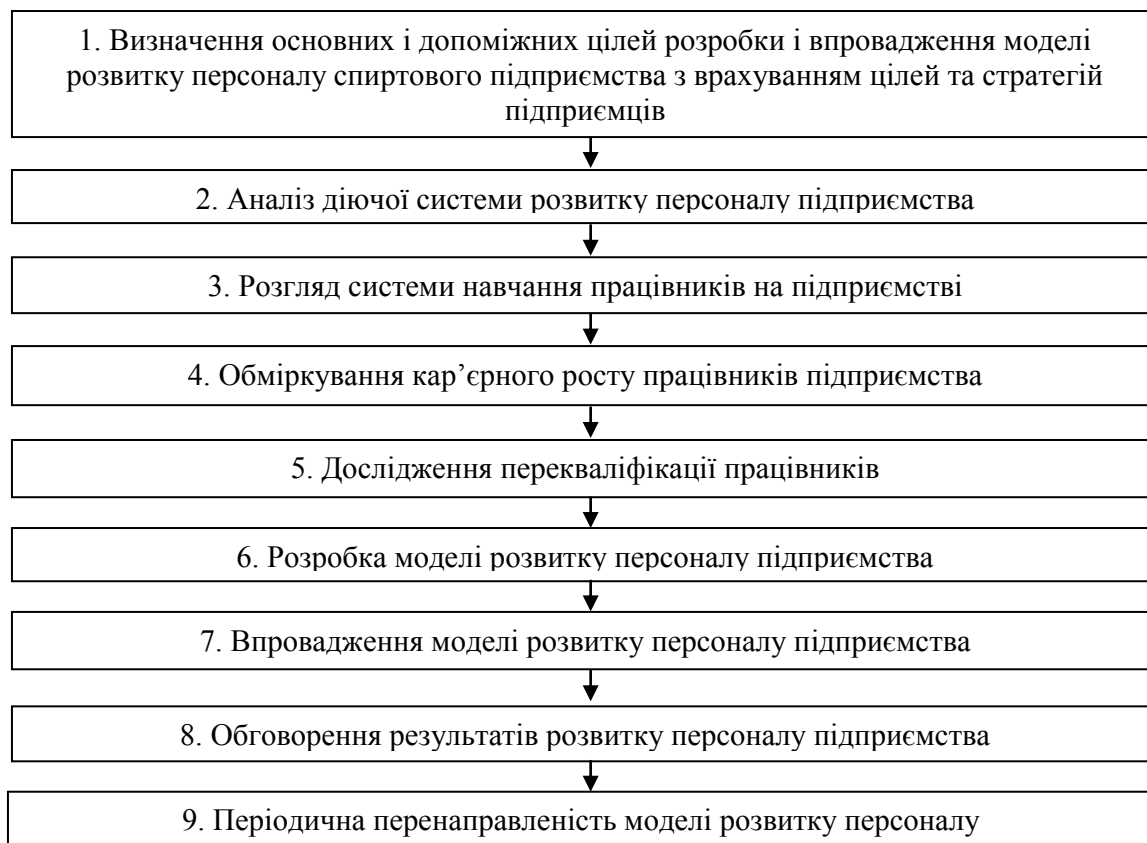 1. Визначення основних і допоміжних цілей розробки і впровадження моделі
розвитку персоналу спиртового підприємства з врахуванням цілей та стратегій
підприємців
2. Аналіз діючої системи розвитку персоналу підприємства
3. Розгляд системи навчання працівників на підприємстві
4. Обміркування кар’єрного росту працівників підприємства
5. Дослідження перекваліфікації працівників
6. Розробка моделі розвитку персоналу підприємства
7. Впровадження моделі розвитку персоналу підприємства
8. Обговорення результатів розвитку персоналу підприємства
9. Періодична перенаправленість моделі розвитку персоналу